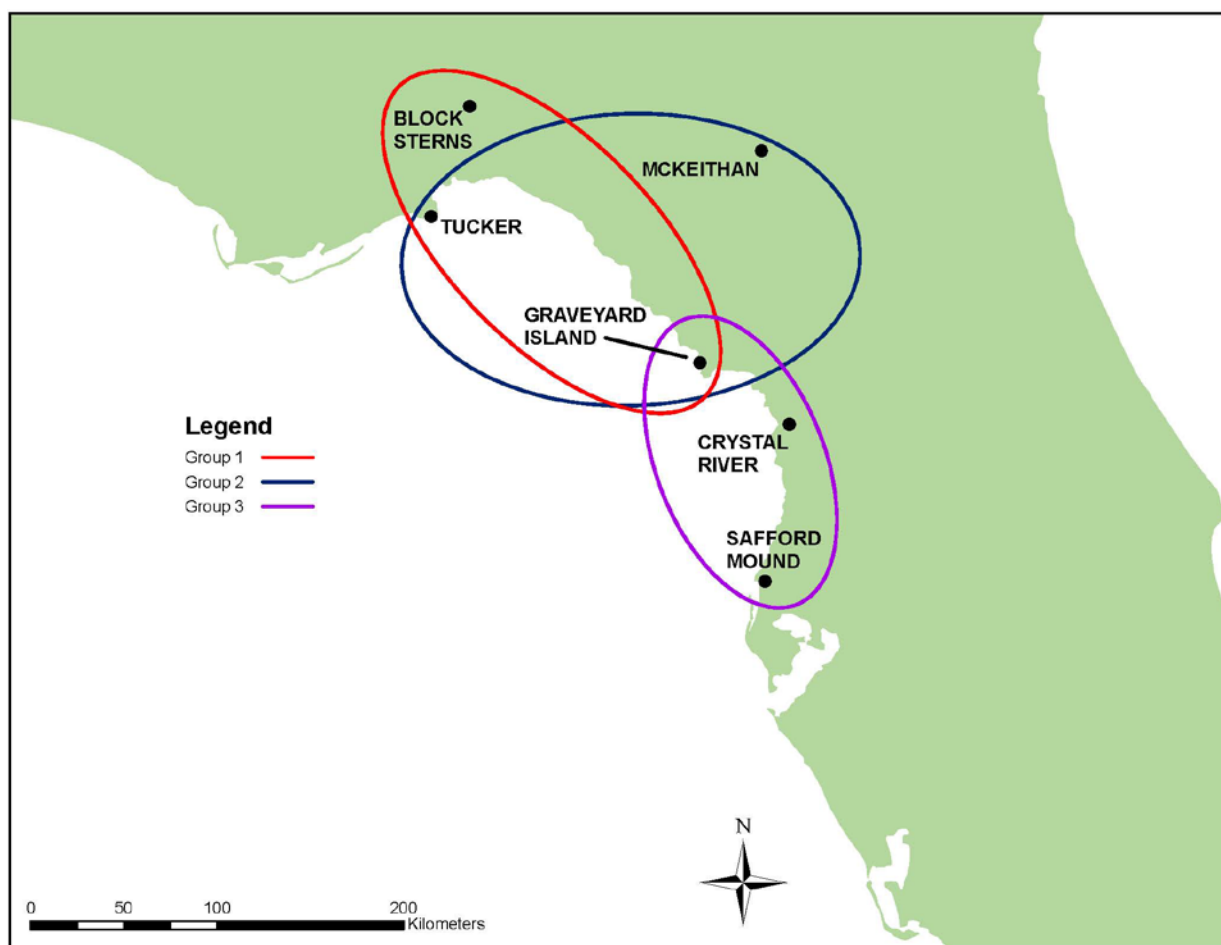 BLOCK
STERNS
MCKEITHAN
TUCKER
GRAVEYARD
ISLAND
Legend
Group 1
Group 2
Group 3
CRYSTAL
RIVER
SAFFORD
MOUND
N
0 50 100 200
Kilometers